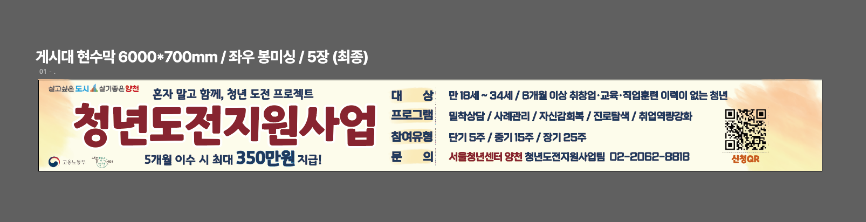 게시대 현수막 6000*700mm / 좌우 봉미싱 / 5장 (최종)
01
살고싶은 도시 살기좋은 양천
혼자 말고 함께, 청년 도전 프로젝트
청년도전지원사업
5개월 이수 시 최대 350만원 지급!
고용노동부
대 상 만 18세 ~ 34세 / 6개월 이상 취창업·교육·직업훈련 이력이 없는 청년
프로그램 밀착상담 / 사례관리 / 자신감회복 / 진로탐색 / 취업역량강화
참여유형 단기 5주 / 중기 15주 / 장기 25주
문 의 서울청년센터 양천 청년도전지원사업팀 02-2062-8818
신청QR